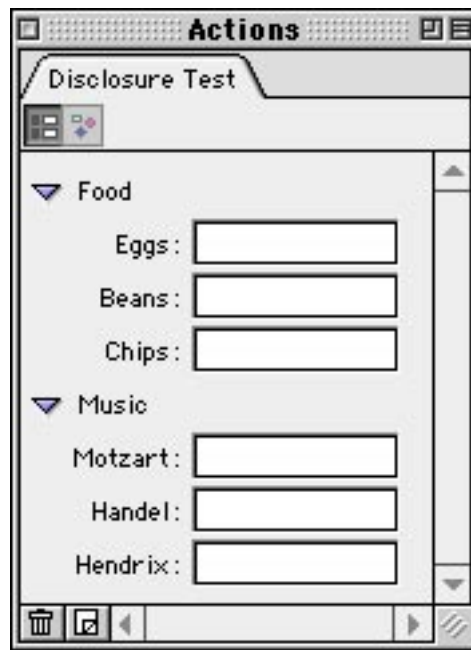 Actions
Disclosure Test
Food
Eggs:
Beans:
Chips:
Music
Motzart:
Handel:
Hendrix: